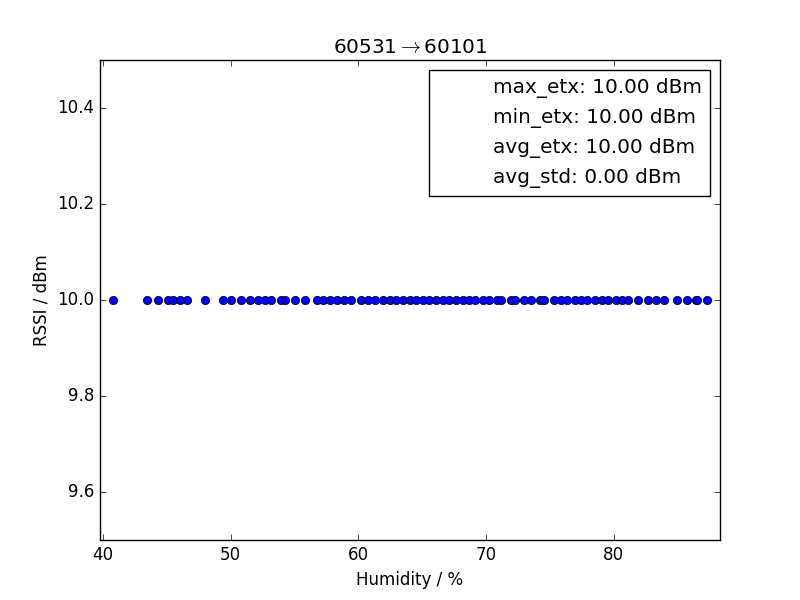 60531→60101
max_etx: 10.00 dBm
min_etx: 10.00 dBm
avg_etx: 10.00 dBm
avg_std: 0.00 dBm
RSSI / dBm
10.4
10.2
10.0
9.8
9.6
40 50 60 70 80
Humidity / %